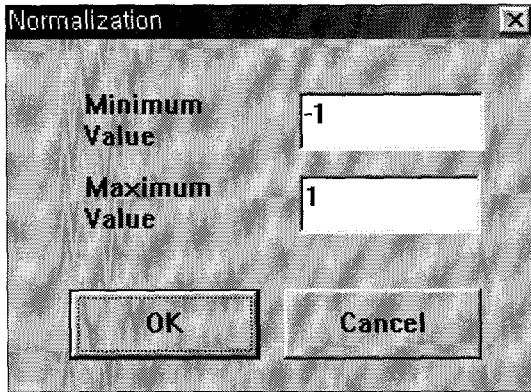 Normalization
Minimum
Value
-1
Maximum
Value
1
OK
Cancel